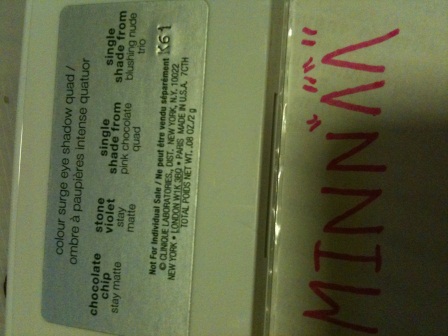 colour surge eye shadow quad /
ombre à paupières intense quatuor
chocolate
chip
stay matte
stone
violet
stay
matte
single
shade from
pink chocolate
quad
single
shade from
blushing nude
trio
Not For Individual Sale / Ne peut être vendu séparément
© CLINIQUE LABORATORIES, DIST. NEW YORK, N.Y. 10022
NEW YORK • LONDON W1K 3BQ • PARIS MADE IN U.S.A. 7CTH
TOTAL POIDS NET WT. .08 OZ./2 g
K61